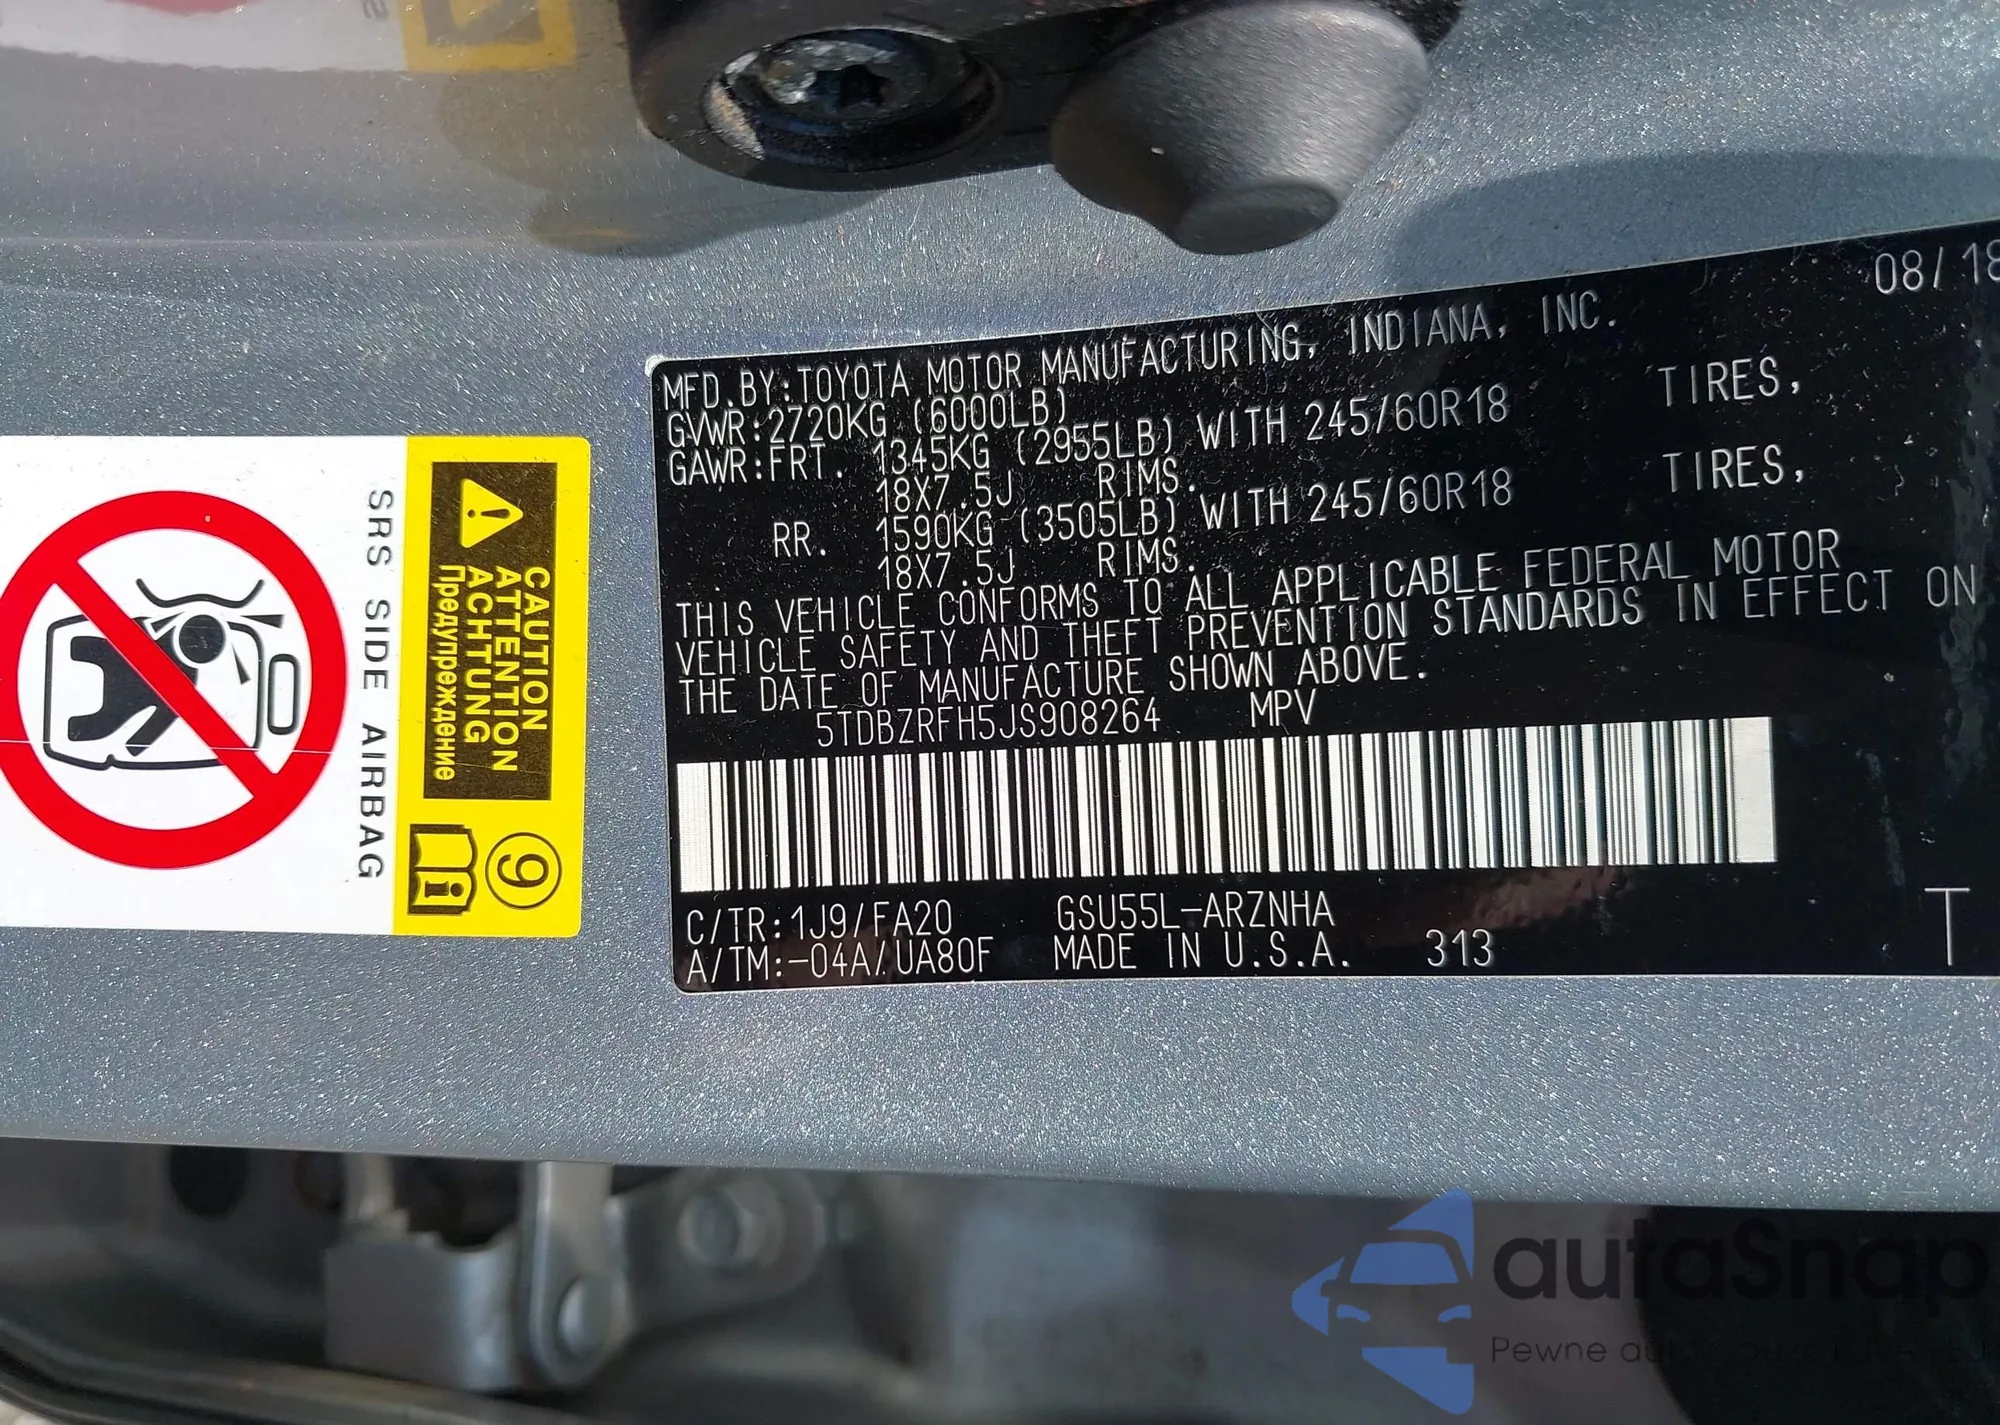 08/18
MFD.BY:TOYOTA MOTOR MANUFACTURING, INDIANA, INC.
GVWR:2720KG (6000LB)
GAWR:FRT. 1345KG (2955LB) WITH 245/60R18 TIRES,
18X7.5J RIMS.
RR. 1590KG (3505LB) WITH 245/60R18 TIRES,
18X7.5J RIMS.
THIS VEHICLE CONFORMS TO ALL APPLICABLE FEDERAL MOTOR
VEHICLE SAFETY AND THEFT PREVENTION STANDARDS IN EFFECT ON
THE DATE OF MANUFACTURE SHOWN ABOVE.
5TDBZRFH5JS908264 MPV
C/TR:1J9/FA20 GSU55L-ARZNHA
A/TM:-04A/UA80F MADE IN U.S.A. 313
T
CAUTION
ATTENTION
ACHTUNG
Предупреждение
9
i
SRS SIDE AIRBAG
autaSnap
Pewne